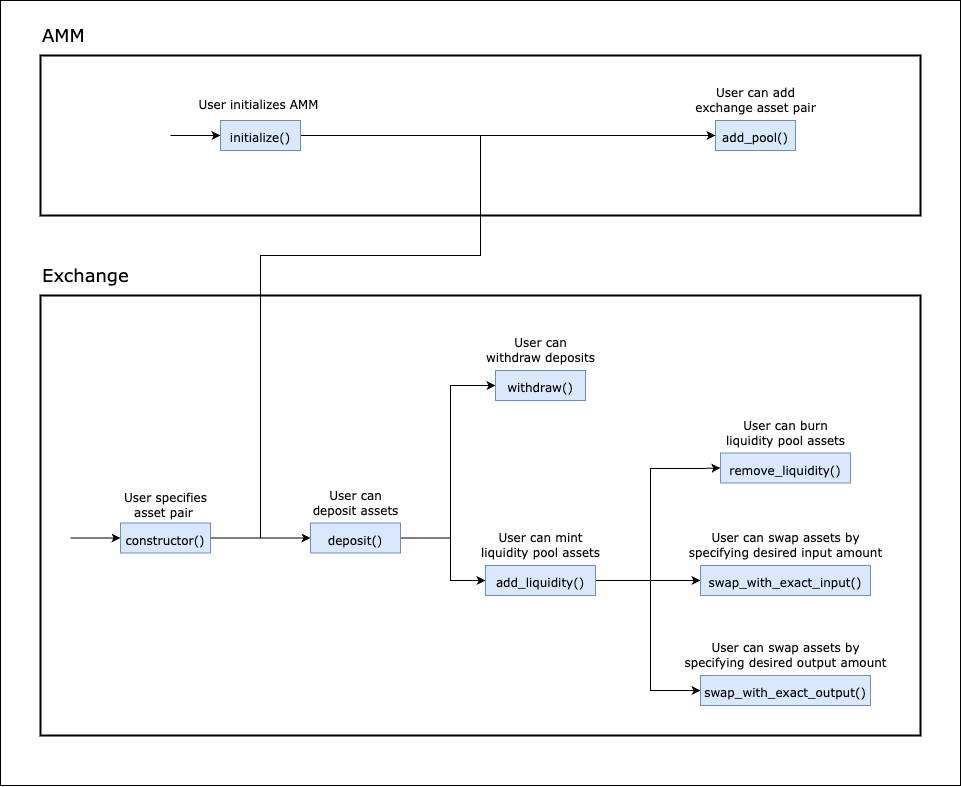 AMM
User initializes AMM
initialize()
User can add
exchange asset pair
add_pool()
Exchange
User can
withdraw deposits
withdraw()
User can burn
liquidity pool assets
remove_liquidity()
User specifies
asset pair
constructor()
User can
deposit assets
deposit()
User can mint
liquidity pool assets
add_liquidity()
User can swap assets by
specifying desired input amount
swap_with_exact_input()
User can swap assets by
specifying desired output amount
swap_with_exact_output()